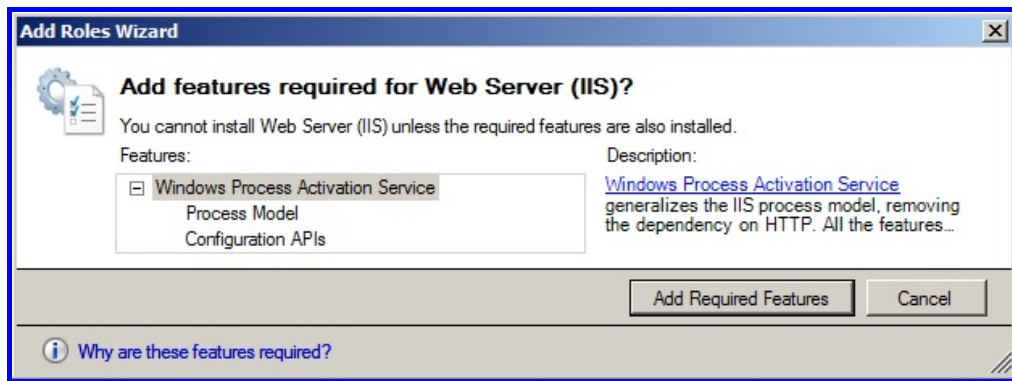 Add Roles Wizard
Add features required for Web Server (IIS)?
You cannot install Web Server (IIS) unless the required features are also installed.
Features:
Windows Process Activation Service
Process Model
Configuration APIs
Description:
Windows Process Activation Service
generalizes the IIS process model, removing
the dependency on HTTP. All the features...
Add Required Features
Cancel
Why are these features required?